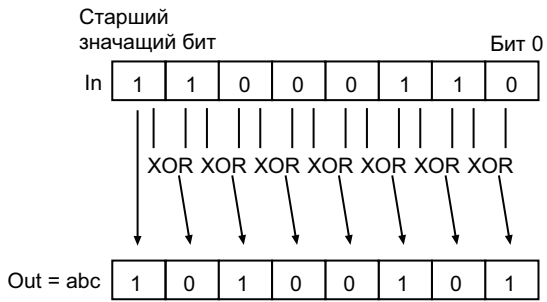 Старший
значащий бит Бит 0
In 1 1 0 0 0 1 1 0
XOR XOR XOR XOR XOR XOR XOR
Out = abc 1 0 1 0 0 1 0 1